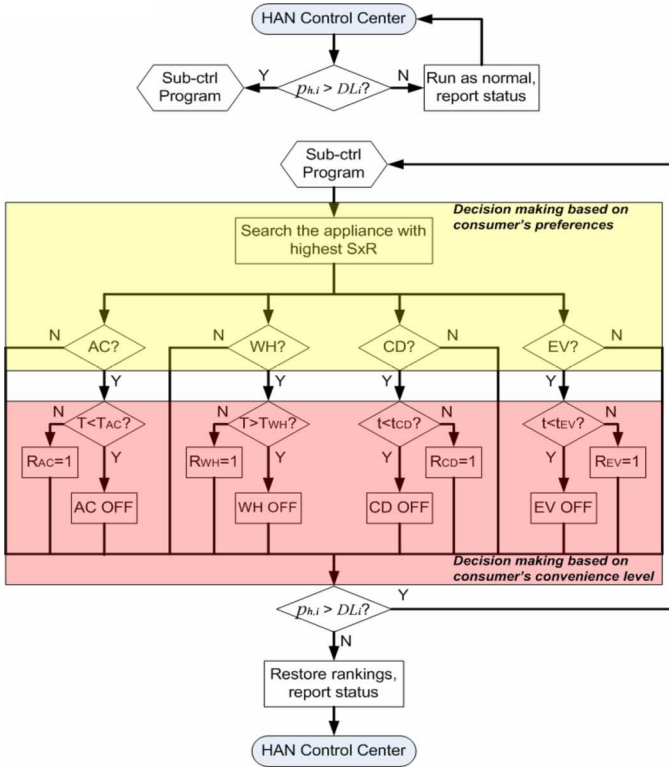 HAN Control Center
Y
N
Sub-ctrl
Program
ph,i > DLi?
Run as normal,
report status
Sub-ctrl
Program
Decision making based on
consumer's preferences
Search the appliance with
highest SxR
N
AC?
N
WH?
CD?
N
EV?
N
Y
Y
Y
Y
N
T<TAC?
N
T>TWH?
t<tCD?
N
t<tEV?
N
RAC=1
Y
RWH=1
Y
Y
RCD=1
Y
REV=1
AC OFF
WH OFF
CD OFF
EV OFF
Decision making based on
consumer's convenience level
ph,i > DLi?
Y
N
Restore rankings,
report status
HAN Control Center